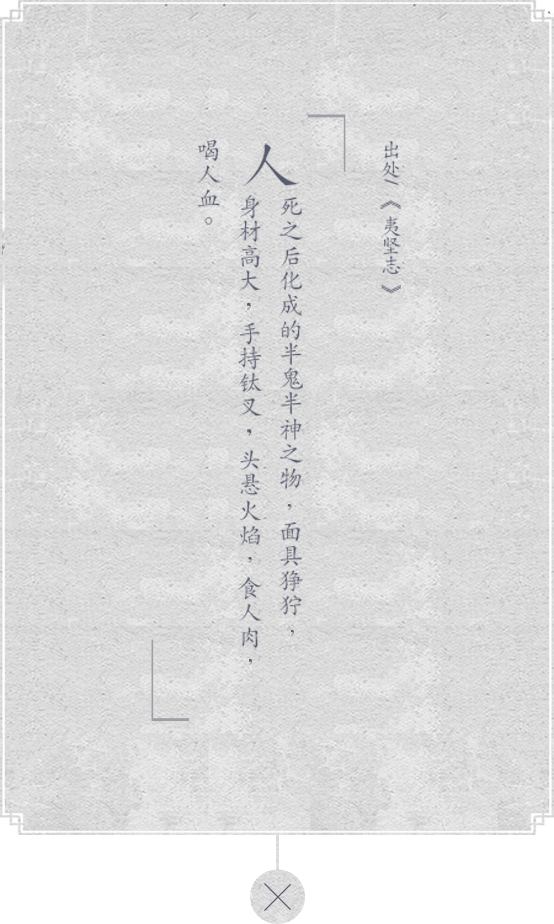 出处/《夷坚志》
人死之后化成的半鬼半神之物，面具狰狞，
身材高大，手持钛叉，头悬火焰，食人肉，
喝人血。